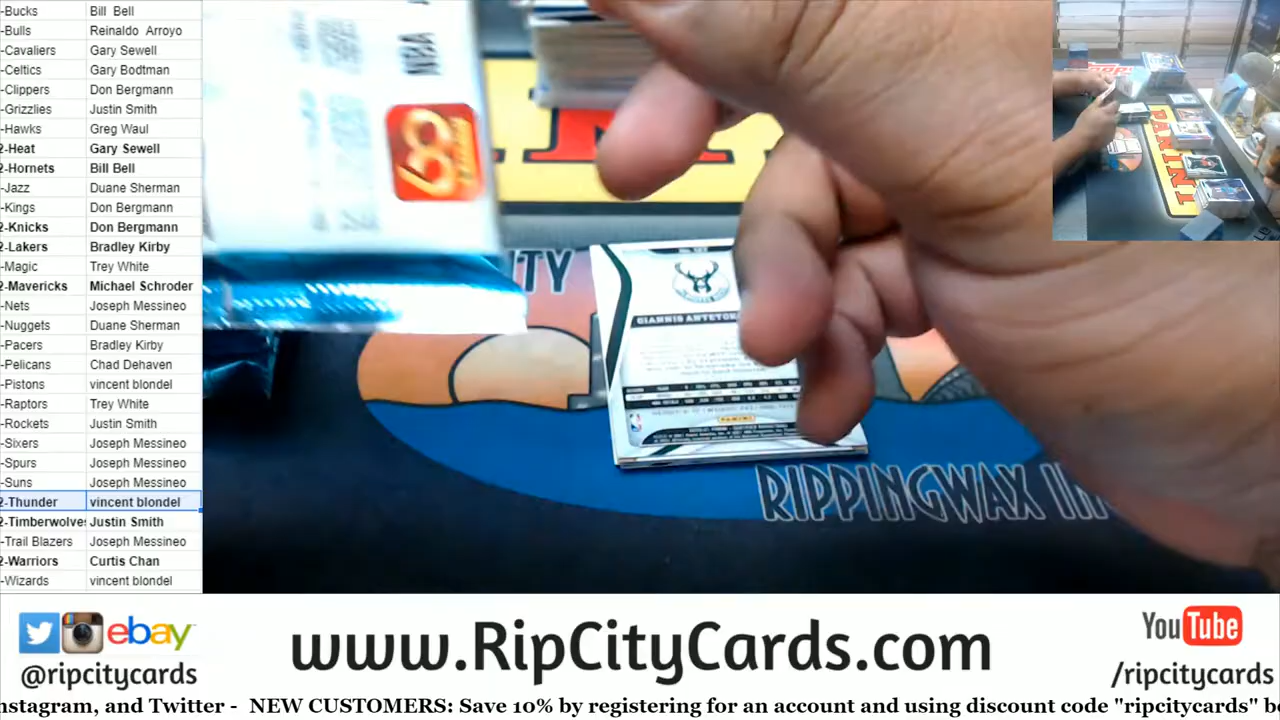 -Bucks Bill Bell
-Bulls Reinaldo Arroyo
-Cavaliers Gary Sewell
-Celtics Gary Bodtman
-Clippers Don Bergmann
-Grizzlies Justin Smith
-Hawks Greg Waul
2-Heat Gary Sewell
2-Hornets Bill Bell
-Jazz Duane Sherman
-Kings Don Bergmann
2-Knicks Don Bergmann
2-Lakers Bradley Kirby
-Magic Trey White
2-Mavericks Michael Schroder
-Nets Joseph Messineo
-Nuggets Duane Sherman
-Pacers Bradley Kirby
-Pelicans Chad Dehaven
-Pistons vincent blondel
-Raptors Trey White
-Rockets Justin Smith
-Sixers Joseph Messineo
-Spurs Joseph Messineo
-Suns Joseph Messineo
2-Thunder vincent blondel
2-Timberwolves Justin Smith
-Trail Blazers Joseph Messineo
2-Warriors Curtis Chan
-Wizards vincent blondel
PANINI
GIANNIS
PANINI
RIPPINGWAX
ebay
@ripcitycards
www.RipCityCards.com
YouTube
/ripcitycards
nstagram, and Twitter - NEW CUSTOMERS: Save 10% by registering for an account and using discount code "ripcitycards" be